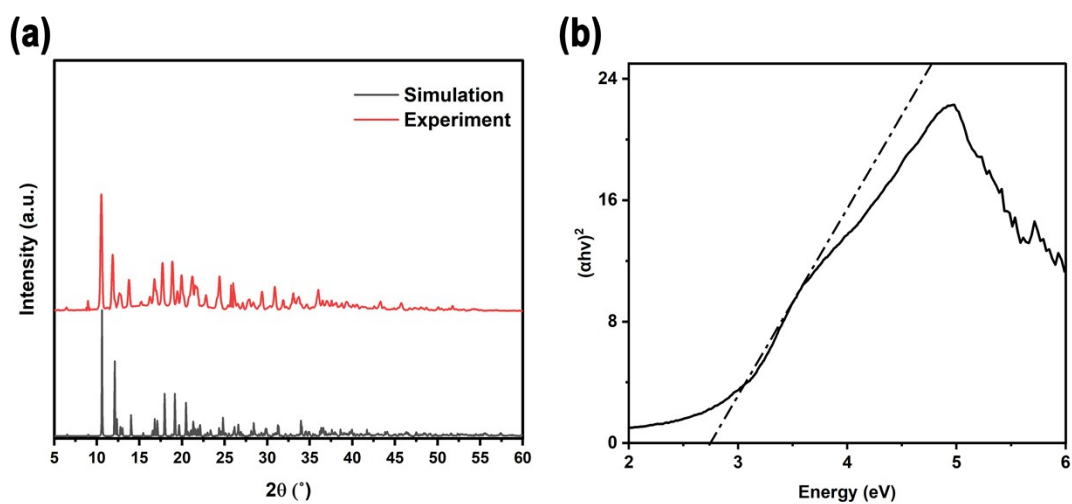 (a)
Simulation
Experiment
Intensity (a.u.)
5 10 15 20 25 30 35 40 45 50 55 60
2θ (˚)
(b)
24
16
8
0
(αhν)²
2 3 4 5 6
Energy (eV)